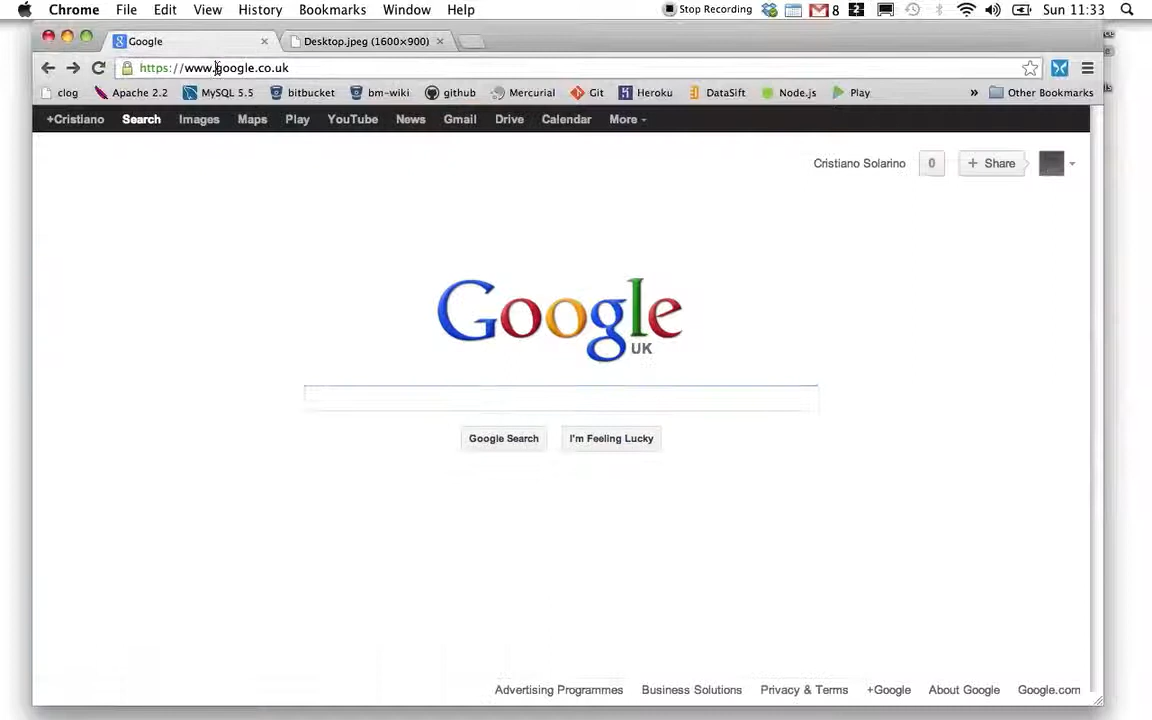 Chrome File Edit View History Bookmarks Window Help Stop Recording 8 Sun 11:33
Google Desktop.jpeg (1600×900)
https://www.google.co.uk
clog Apache 2.2 MySQL 5.5 bitbucket bm-wiki github Mercurial Git Heroku DataSift Node.js Play » Other Bookmarks
+Cristiano Search Images Maps Play YouTube News Gmail Drive Calendar More
Cristiano Solarino 0 + Share
Google
UK
Google Search I'm Feeling Lucky
Advertising Programmes Business Solutions Privacy & Terms +Google About Google Google.com